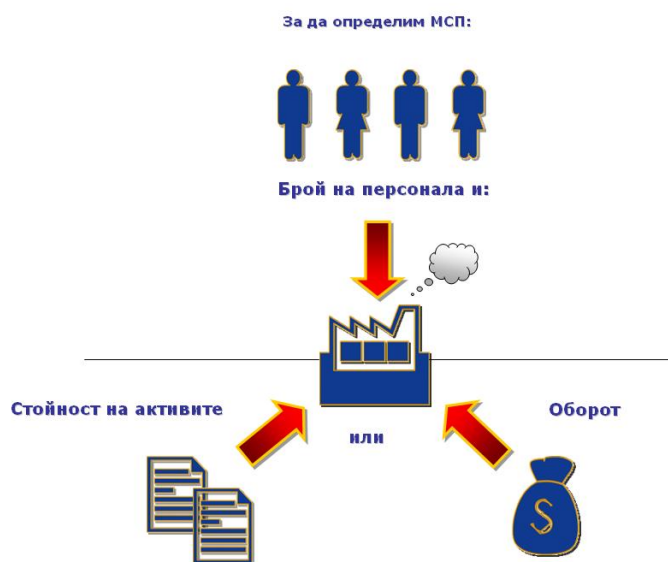 За да определим МСП:
Брой на персонала и:
Стойност на активите
Оборот
или